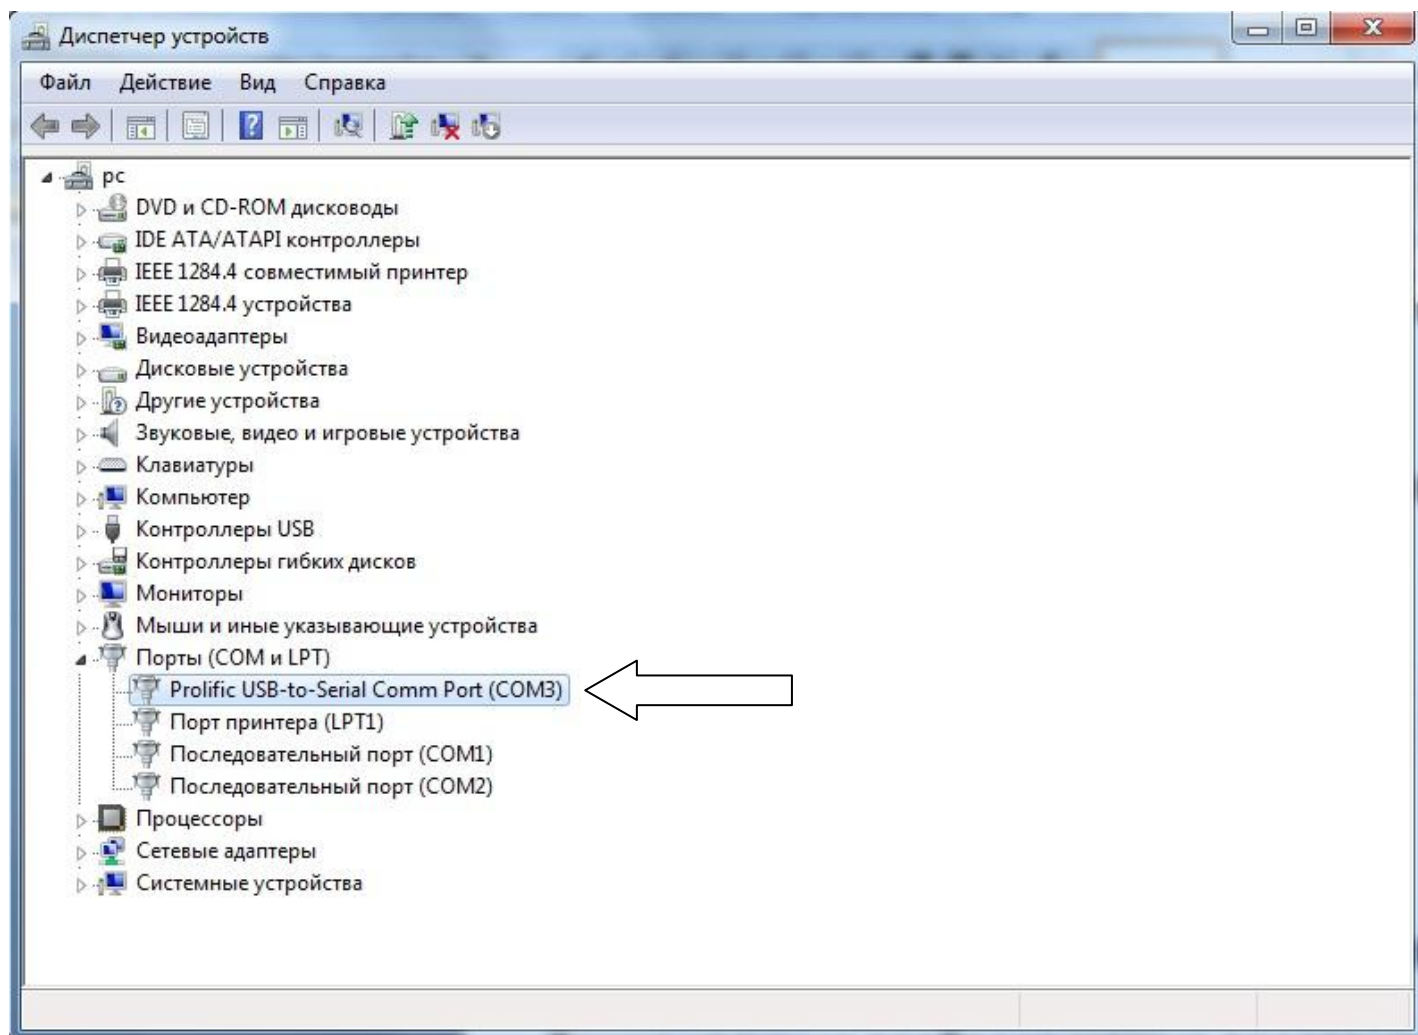 Диспетчер устройств
Файл Действие Вид Справка
pc
DVD и CD-ROM дисководы
IDE ATA/ATAPI контроллеры
IEEE 1284.4 совместимый принтер
IEEE 1284.4 устройства
Видеоадаптеры
Дисковые устройства
Другие устройства
Звуковые, видео и игровые устройства
Клавиатуры
Компьютер
Контроллеры USB
Контроллеры гибких дисков
Мониторы
Мыши и иные указывающие устройства
Порты (COM и LPT)
Prolific USB-to-Serial Comm Port (COM3)
Порт принтера (LPT1)
Последовательный порт (COM1)
Последовательный порт (COM2)
Процессоры
Сетевые адаптеры
Системные устройства